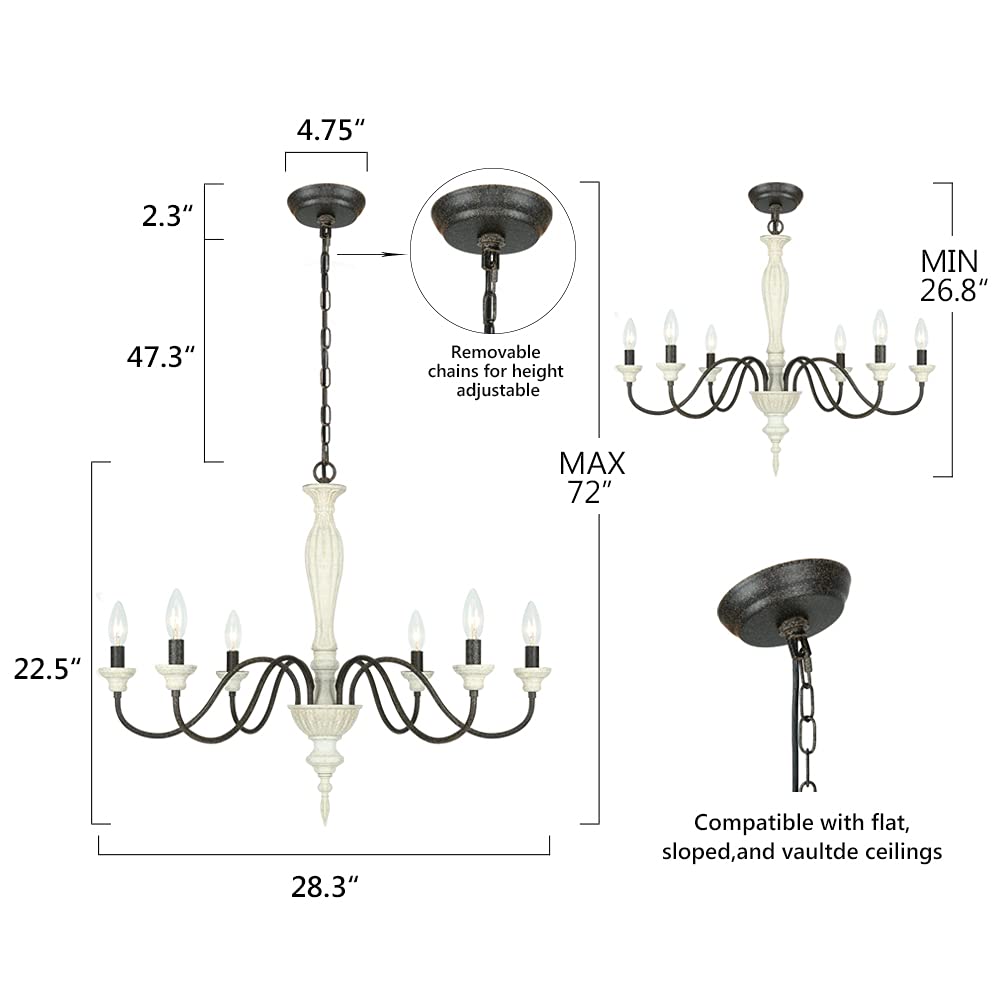 4.75“
2.3“
47.3“
Removable
chains for height
adjustable
MIN
26.8“
MAX
72”
22.5“
28.3“
Compatible with flat,
sloped,and vaultde ceilings